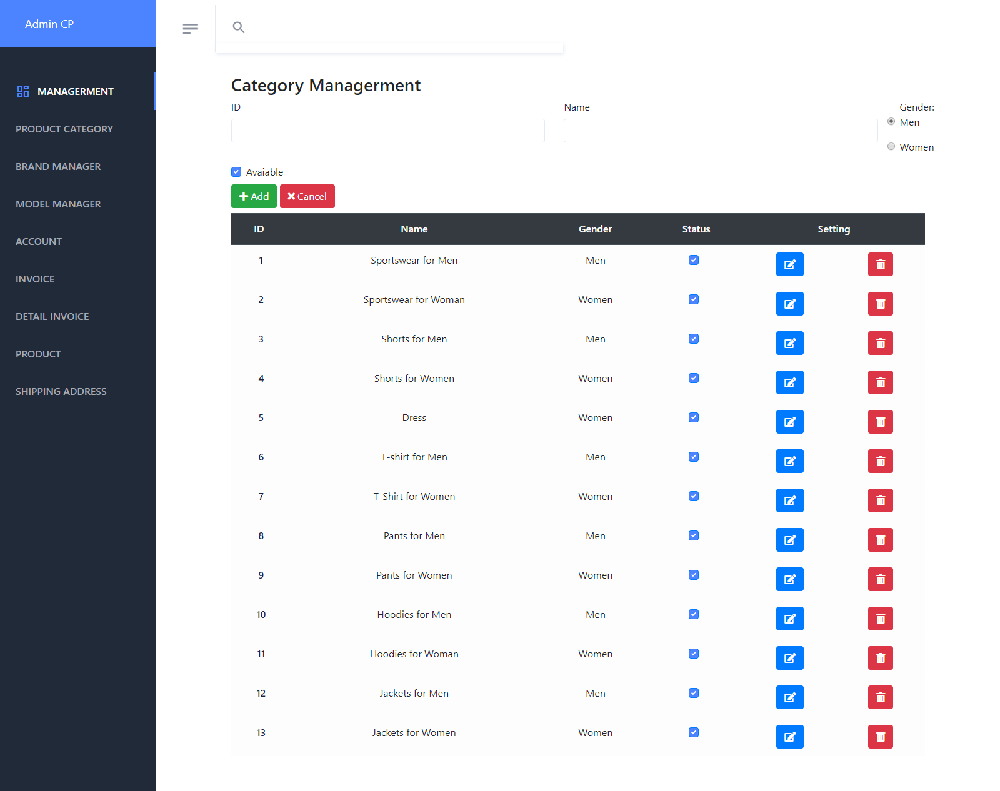 Admin CP
MANAGERMENT
PRODUCT CATEGORY
BRAND MANAGER
MODEL MANAGER
ACCOUNT
INVOICE
DETAIL INVOICE
PRODUCT
SHIPPING ADDRESS
Category Managerment
ID
Name
Gender:
Men
Women
Avaiable
Add Cancel
ID Name Gender Status Setting
1 Sportswear for Men Men
2 Sportswear for Woman Women
3 Shorts for Men Men
4 Shorts for Women Women
5 Dress Women
6 T-shirt for Men Men
7 T-Shirt for Women Women
8 Pants for Men Men
9 Pants for Women Women
10 Hoodies for Men Men
11 Hoodies for Woman Women
12 Jackets for Men Men
13 Jackets for Women Women